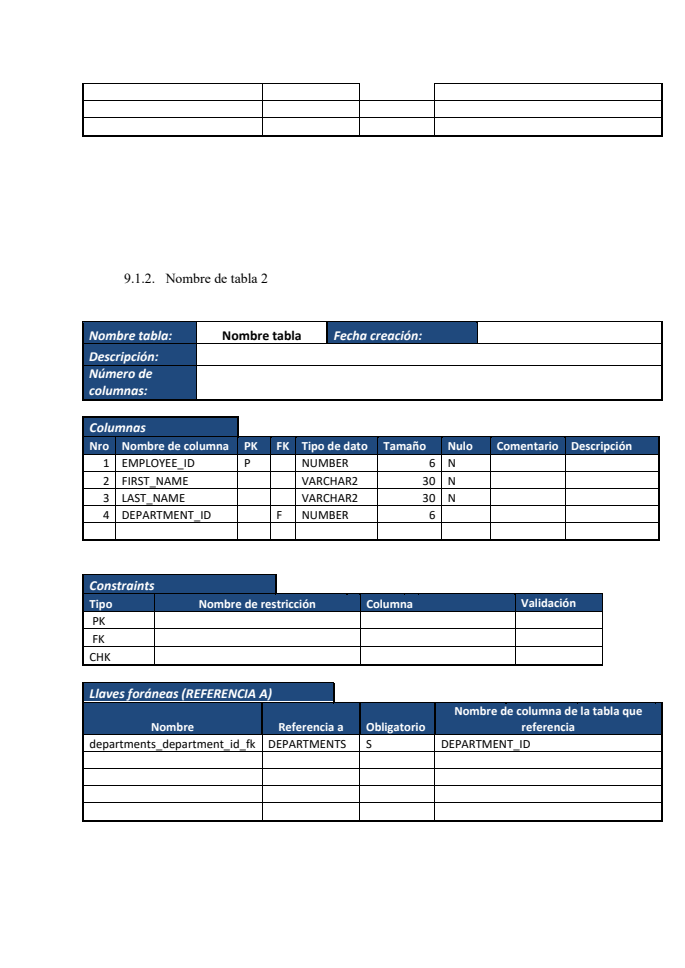 9.1.2. Nombre de tabla 2
Nombre tabla: Nombre tabla Fecha creación:
Descripción:
Número de
columnas:
Columnas
Nro Nombre de columna PK FK Tipo de dato Tamaño Nulo Comentario Descripción
1 EMPLOYEE_ID P NUMBER 6 N
2 FIRST_NAME VARCHAR2 30 N
3 LAST_NAME VARCHAR2 30 N
4 DEPARTMENT_ID F NUMBER 6
Constraints
Tipo Nombre de restricción Columna Validación
PK
FK
CHK
Llaves foráneas (REFERENCIA A)
Nombre Referencia a Obligatorio Nombre de columna de la tabla que
referencia
departments_department_id_fk DEPARTMENTS S DEPARTMENT_ID